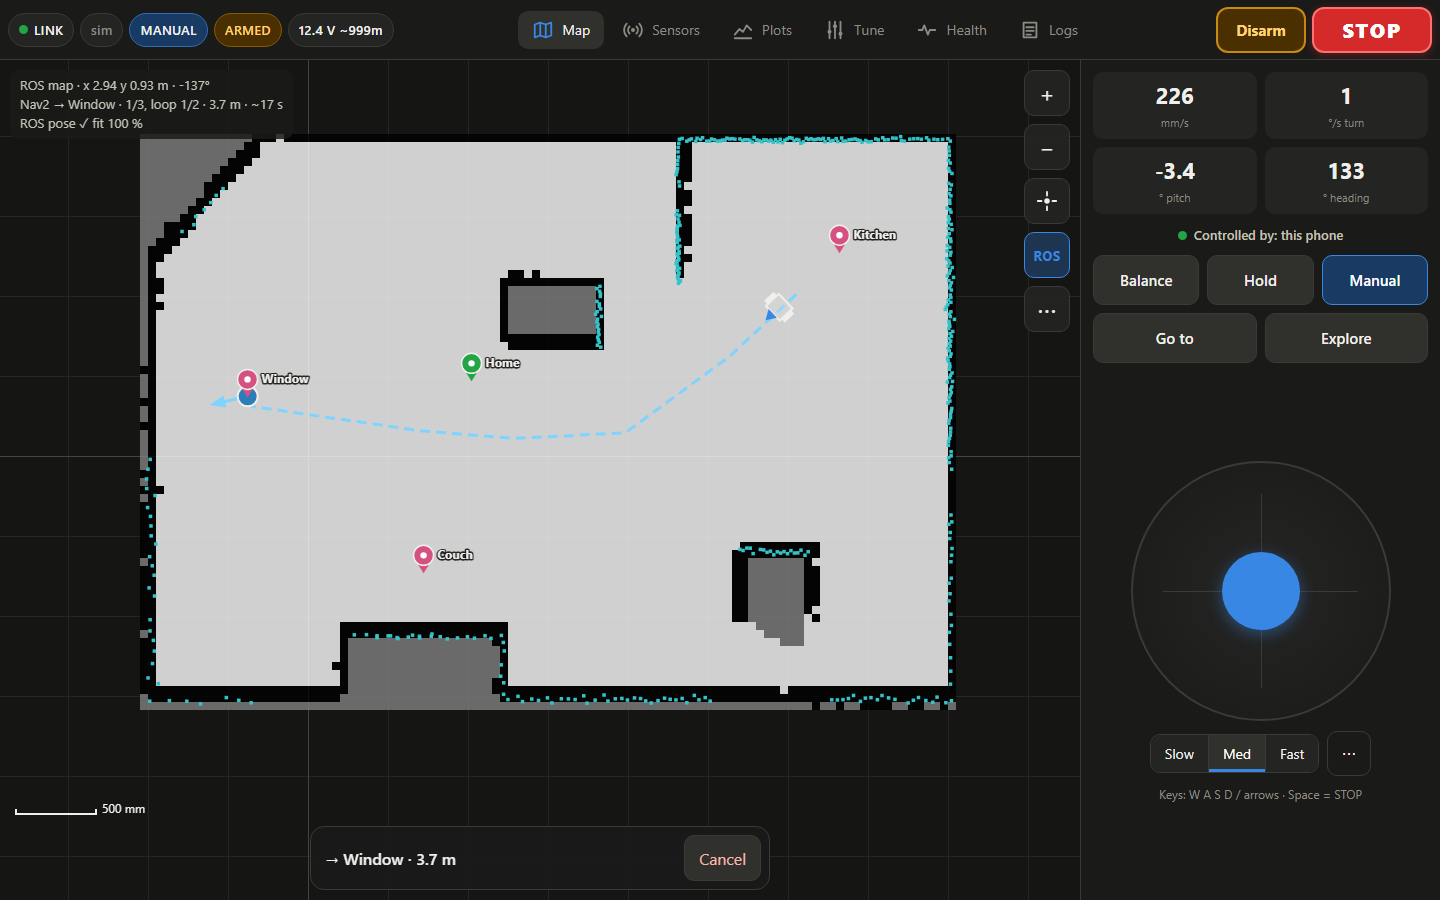 LINK
sim
MANUAL
ARMED
12.4 V ~999m
Map
Sensors
Plots
Tune
Health
Logs
Disarm
STOP
ROS map · x 2.94 y 0.93 m · -137°
Nav2 → Window · 1/3, loop 1/2 · 3.7 m · ~17 s
ROS pose ✓ fit 100 %
+
−
ROS
···
Kitchen
Home
Window
Couch
500 mm
→ Window · 3.7 m
Cancel
226
mm/s
1
°/s turn
-3.4
° pitch
133
° heading
Controlled by: this phone
Balance
Hold
Manual
Go to
Explore
Slow
Med
Fast
···
Keys: W A S D / arrows · Space = STOP